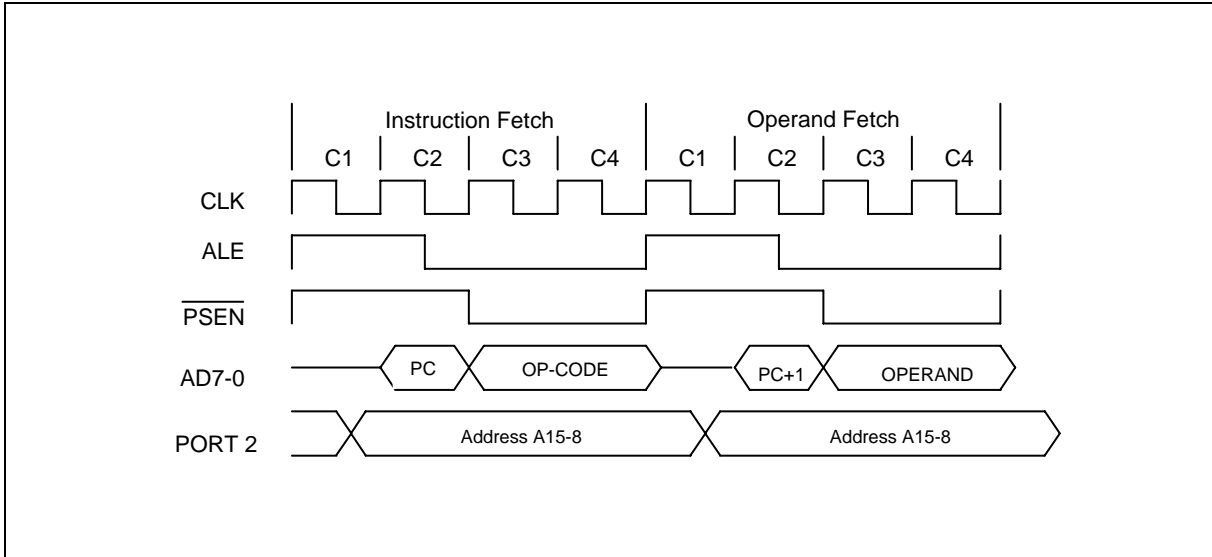 Instruction Fetch Operand Fetch
C1 C2 C3 C4 C1 C2 C3 C4
CLK
ALE
PSEN
AD7-0 PC OP-CODE PC+1 OPERAND
PORT 2 Address A15-8 Address A15-8